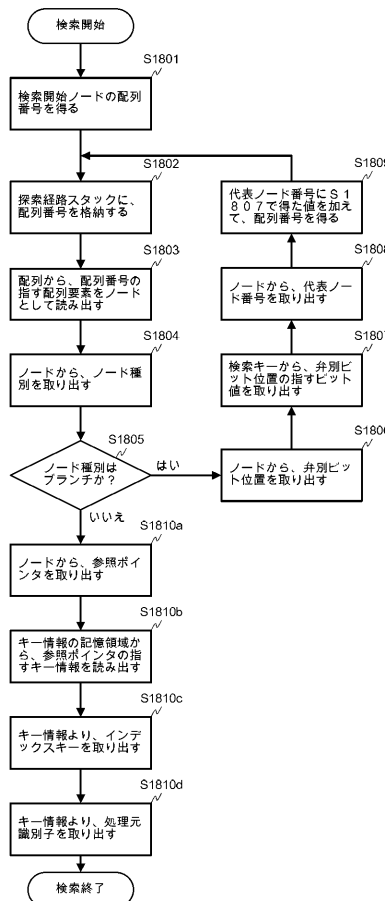 検索開始
S1801
検索開始ノードの配列
番号を得る
S1802
探索経路スタックに、
配列番号を格納する
S1803
配列から、配列番号の
指す配列要素をノード
として読み出す
S1804
ノードから、ノード種
別を取り出す
S1805
ノード種別は
ブランチか？
はい
いいえ
S1806
ノードから、弁別ビッ
ト位置を取り出す
S1807
検索キーから、弁別ビ
ット位置の指すビット
値を取り出す
S1808
ノードから、代表ノー
ド番号を取り出す
S1809
代表ノード番号にＳ１
８０７で得た値を加え
て、配列番号を得る
S1810a
ノードから、参照ポイ
ンタを取り出す
S1810b
キー情報の記憶領域か
ら、参照ポインタの指
すキー情報を読み出す
S1810c
キー情報より、インデ
ックスキーを取り出す
S1810d
キー情報より、処理元
識別子を取り出す
検索終了